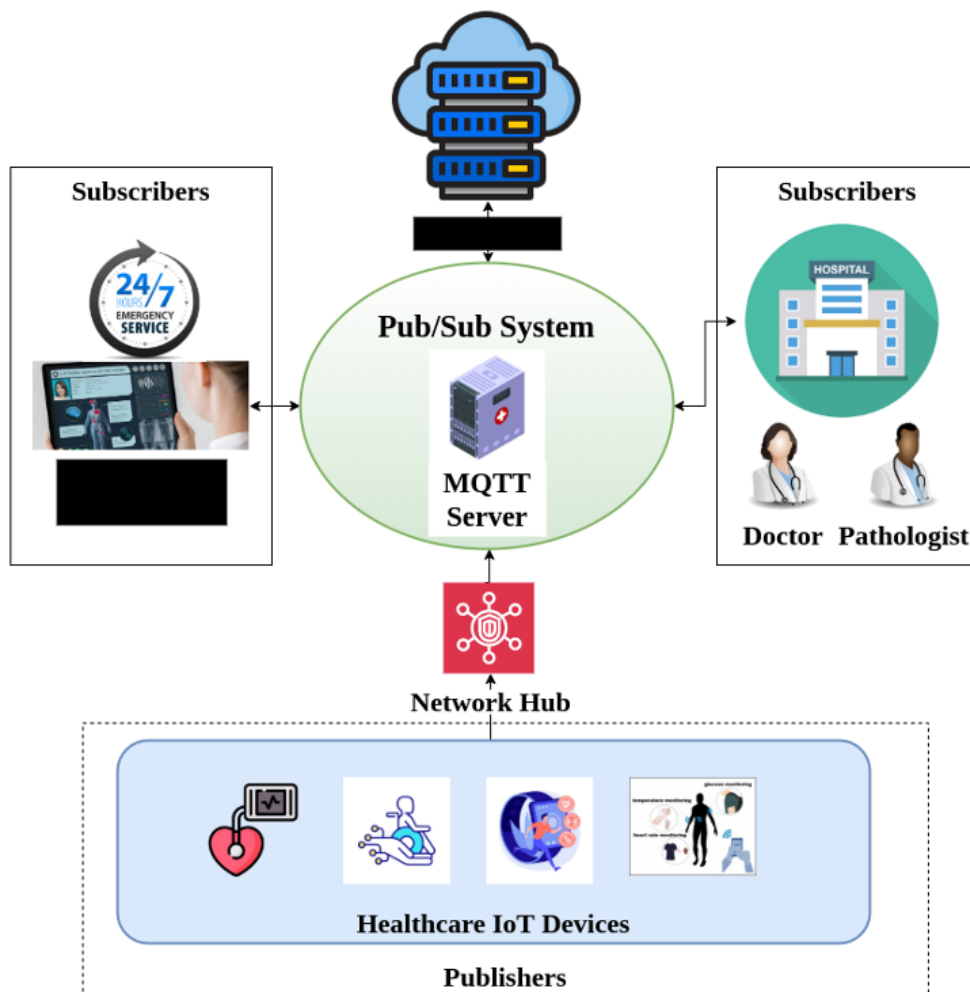 Subscribers
24/7
HOURS
EMERGENCY
SERVICE
Pub/Sub System
MQTT
Server
Subscribers
HOSPITAL
Doctor
Pathologist
Network Hub
glucose monitoring
temperature monitoring
heart rate monitoring
Healthcare IoT Devices
Publishers